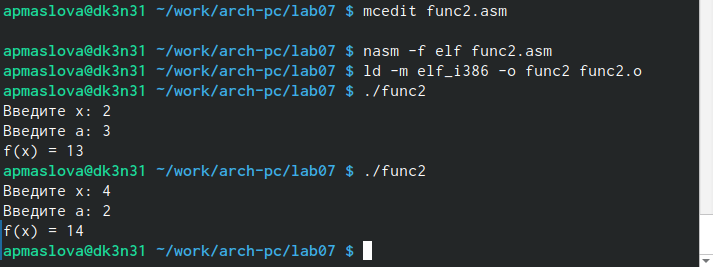 apmaslova@dk3n31 ~/work/arch-pc/lab07 $ mcedit func2.asm
apmaslova@dk3n31 ~/work/arch-pc/lab07 $ nasm -f elf func2.asm
apmaslova@dk3n31 ~/work/arch-pc/lab07 $ ld -m elf_i386 -o func2 func2.o
apmaslova@dk3n31 ~/work/arch-pc/lab07 $ ./func2
Введите x: 2
Введите a: 3
f(x) = 13
apmaslova@dk3n31 ~/work/arch-pc/lab07 $ ./func2
Введите x: 4
Введите a: 2
f(x) = 14
apmaslova@dk3n31 ~/work/arch-pc/lab07 $